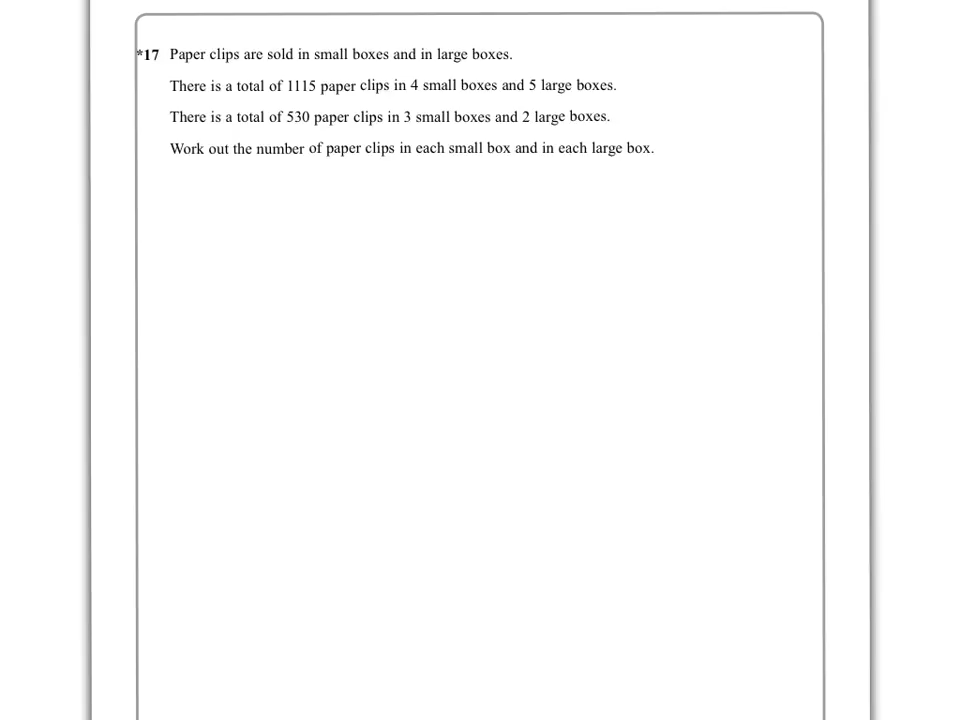 *17 Paper clips are sold in small boxes and in large boxes.
There is a total of 1115 paper clips in 4 small boxes and 5 large boxes.
There is a total of 530 paper clips in 3 small boxes and 2 large boxes.
Work out the number of paper clips in each small box and in each large box.